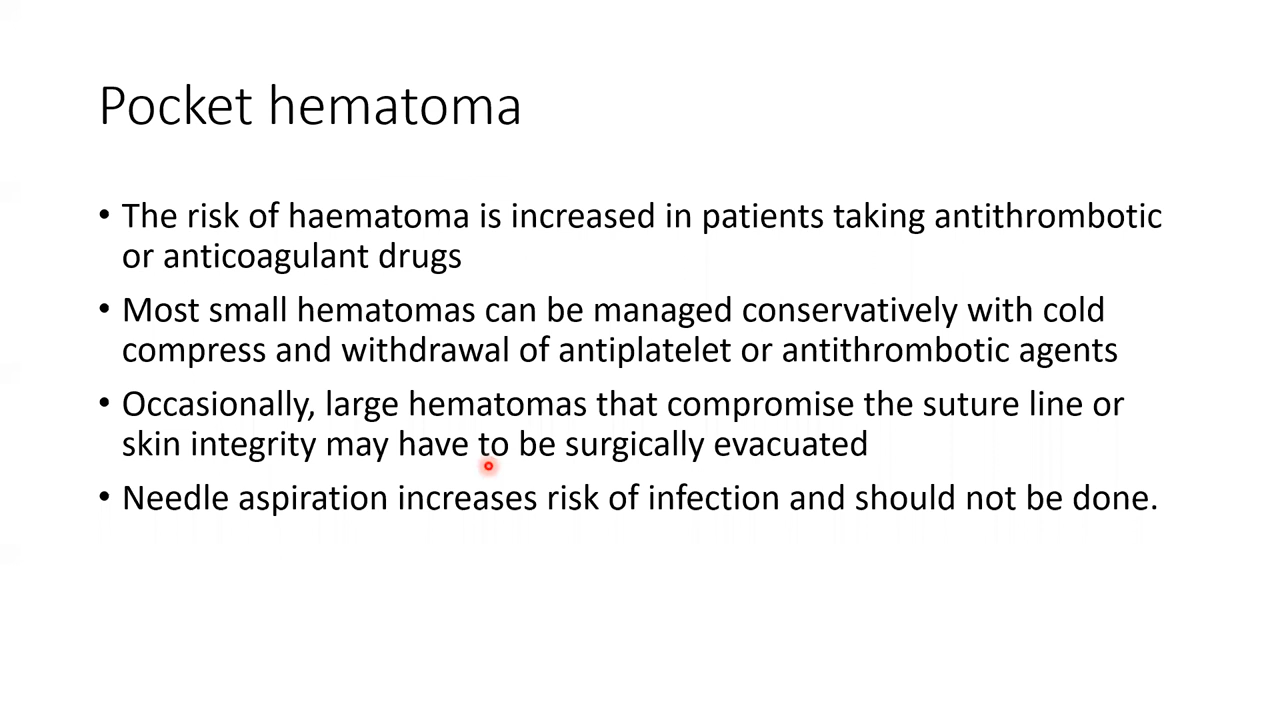 Pocket hematoma
• The risk of haematoma is increased in patients taking antithrombotic
or anticoagulant drugs
• Most small hematomas can be managed conservatively with cold
compress and withdrawal of antiplatelet or antithrombotic agents
• Occasionally, large hematomas that compromise the suture line or
skin integrity may have to be surgically evacuated
• Needle aspiration increases risk of infection and should not be done.